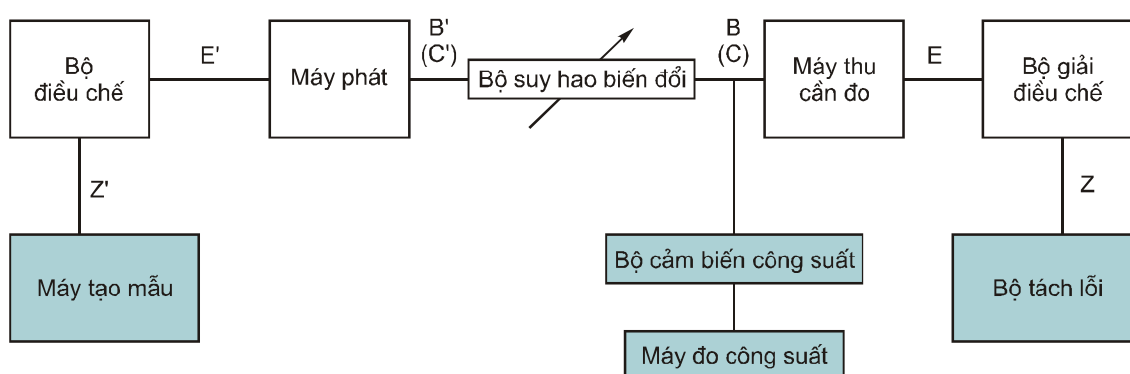 Bộ
điều chế
E'
Máy phát
B'
(C')
Bộ suy hao biến đổi
B
(C)
Máy thu
cần đo
E
Bộ giải
điều chế
Z'
Z
Máy tạo mẫu
Bộ cảm biến công suất
Bộ tách lỗi
Máy đo công suất